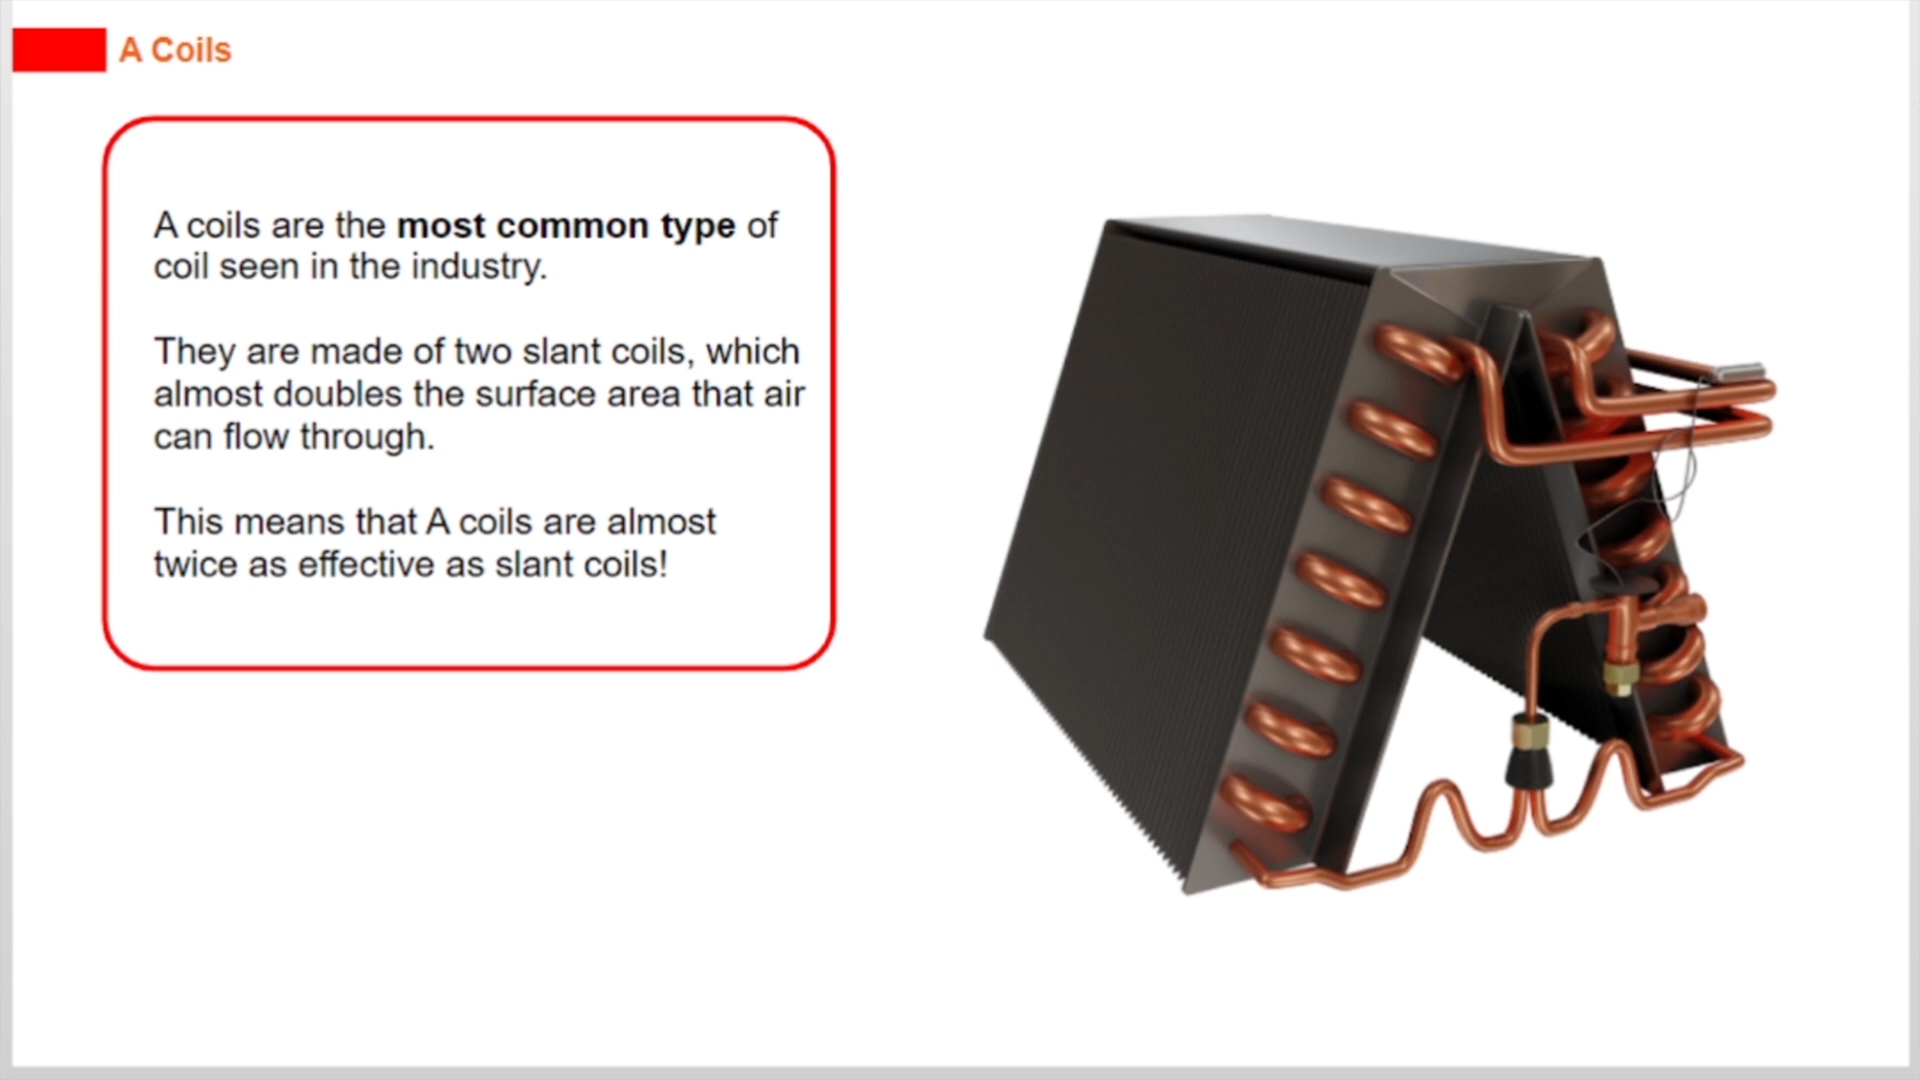 A Coils
A coils are the most common type of
coil seen in the industry.
They are made of two slant coils, which
almost doubles the surface area that air
can flow through.
This means that A coils are almost
twice as effective as slant coils!